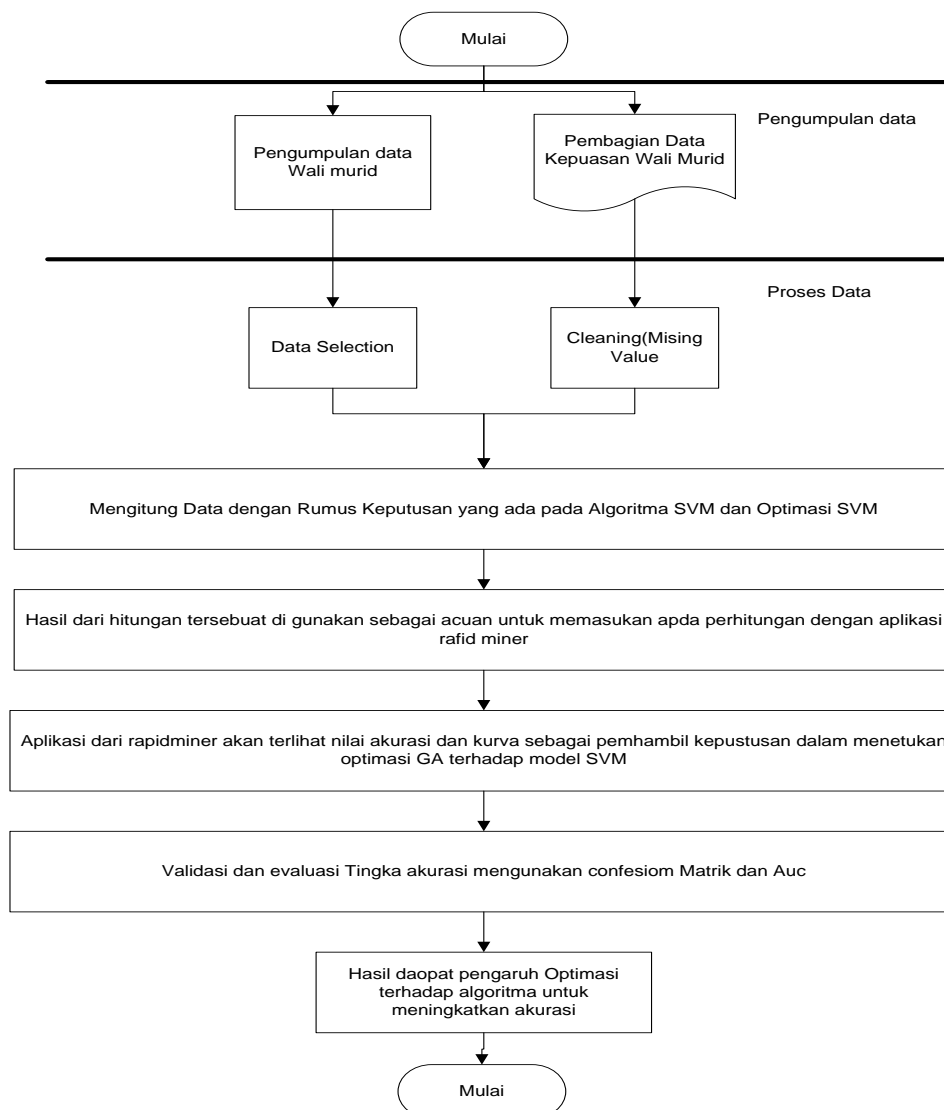 Mulai
Pengumpulan data
Pengumpulan data
Wali murid
Pembagian Data
Kepuasan Wali Murid
Proses Data
Data Selection
Cleaning(Mising
Value
Mengitung Data dengan Rumus Keputusan yang ada pada Algoritma SVM dan Optimasi SVM
Hasil dari hitungan tersebuat di gunakan sebagai acuan untuk memasukan apda perhitungan dengan aplikasi
rafid miner
Aplikasi dari rapidminer akan terlihat nilai akurasi dan kurva sebagai pemhambil kepustusan dalam menetukan
optimasi GA terhadap model SVM
Validasi dan evaluasi Tingka akurasi mengunakan confesiom Matrik dan Auc
Hasil daopat pengaruh Optimasi
terhadap algoritma untuk
meningkatkan akurasi
Mulai